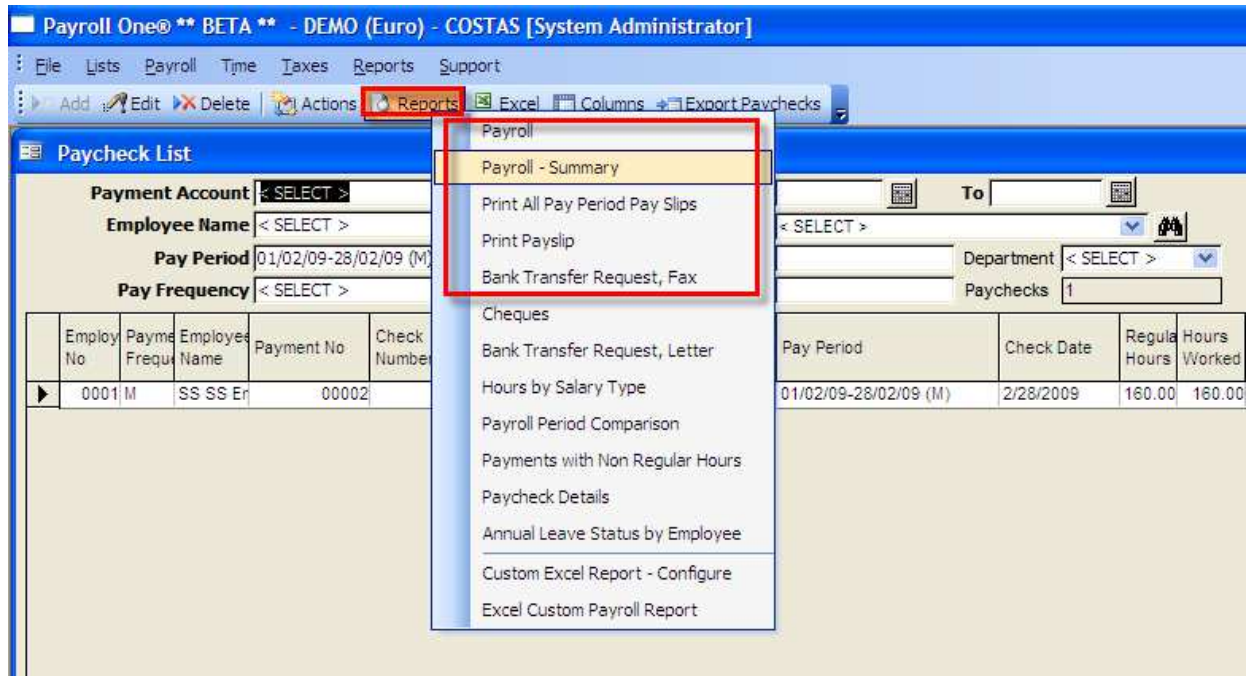 Payroll One® ** BETA ** - DEMO (Euro) - COSTAS [System Administrator]
File Lists Payroll Time Taxes Reports Support
Add Edit Delete Actions Reports Excel Columns Export Paychecks
Paycheck List
Payment Account < SELECT > To
Employee Name < SELECT > < SELECT >
Pay Period 01/02/09-28/02/09 (M) Department < SELECT >
Pay Frequency < SELECT > Paychecks 1
Employ No Payme Frequ Employee Name Payment No Check Number Pay Period Check Date Regula Hours Hours Worked
0001 M SS SS Er 00002 01/02/09-28/02/09 (M) 2/28/2009 160.00 160.00
Payroll
Payroll - Summary
Print All Pay Period Pay Slips
Print Payslip
Bank Transfer Request, Fax
Cheques
Bank Transfer Request, Letter
Hours by Salary Type
Payroll Period Comparison
Payments with Non Regular Hours
Paycheck Details
Annual Leave Status by Employee
Custom Excel Report - Configure
Excel Custom Payroll Report